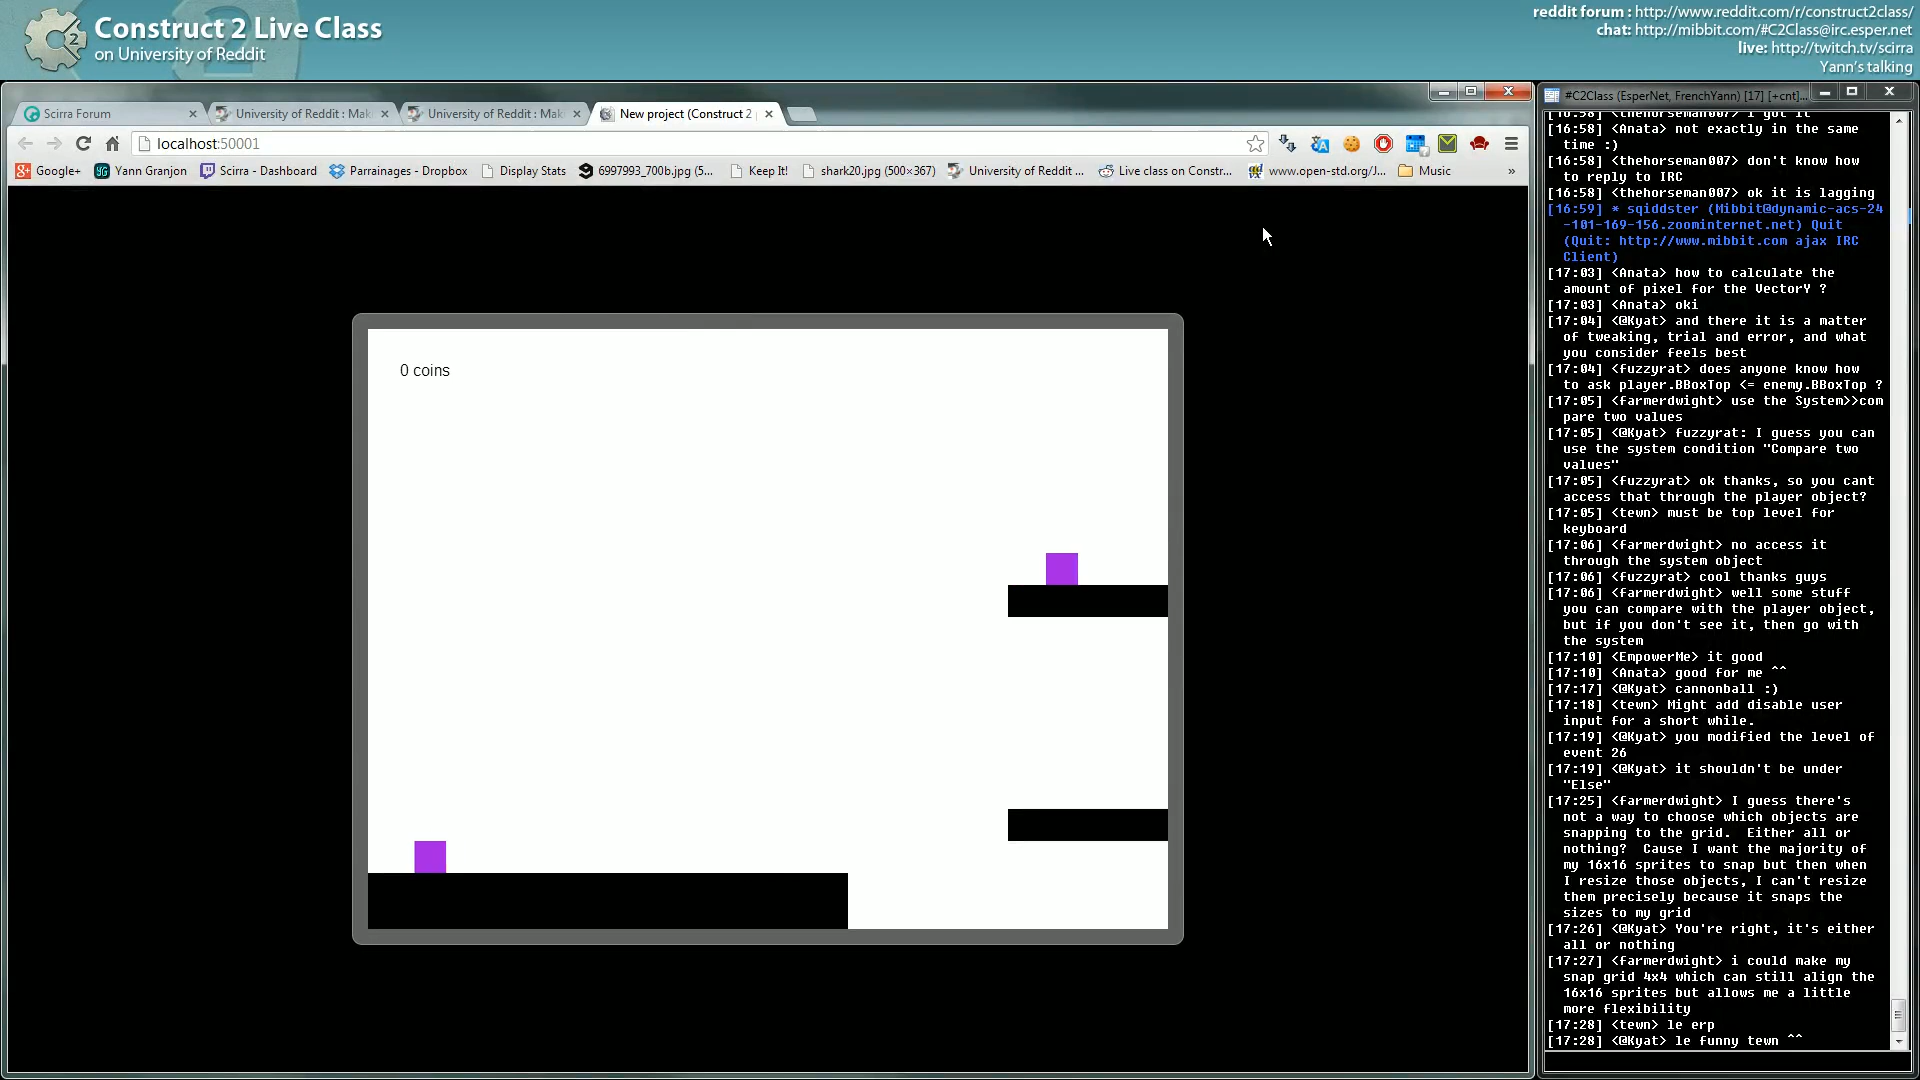 Construct 2 Live Class
on University of Reddit
reddit forum : http://www.reddit.com/r/construct2class/
chat: http://mibbit.com/#C2Class@irc.esper.net
live: http://twitch.tv/scirra
Yann's talking
Scirra Forum
University of Reddit : Mak
University of Reddit : Mak
New project (Construct 2
localhost:50001
Google+
Yann Granjon
Scirra - Dashboard
Parrainages - Dropbox
Display Stats
6997993_700b.jpg (5...
Keep It!
shark20.jpg (500×367)
University of Reddit ...
Live class on Constr...
www.open-std.org/J...
Music
»
0 coins
#C2Class (EsperNet, FrenchYann) [17] [+cnt]...
[16:58] <thehorseman007> i got it
[16:58] <Anata> not exactly in the same
time :)
[16:58] <thehorseman007> don't know how
to reply to IRC
[16:58] <thehorseman007> ok it is lagging
[16:59] * sqiddster (Mibbit@dynamic-acs-24
-101-169-156.zoominternet.net) Quit
(Quit: http://www.mibbit.com ajax IRC
Client)
[17:03] <Anata> how to calculate the
amount of pixel for the VectorY ?
[17:03] <Anata> oki
[17:04] <@Kyat> and there it is a matter
of tweaking, trial and error, and what
you consider feels best
[17:04] <fuzzyrat> does anyone know how
to ask player.BBoxTop <= enemy.BBoxTop ?
[17:05] <farmerdwight> use the System>>com
pare two values
[17:05] <@Kyat> fuzzyrat: I guess you can
use the system condition "Compare two
values"
[17:05] <fuzzyrat> ok thanks, so you cant
access that through the player object?
[17:05] <tewn> must be top level for
keyboard
[17:06] <farmerdwight> no access it
through the system object
[17:06] <fuzzyrat> cool thanks guys
[17:06] <farmerdwight> well some stuff
you can compare with the player object,
but if you don't see it, then go with
the system
[17:10] <EmpowerMe> it good
[17:10] <Anata> good for me ^^
[17:17] <@Kyat> cannonball :)
[17:18] <tewn> Might add disable user
input for a short while.
[17:19] <@Kyat> you modified the level of
event 26
[17:19] <@Kyat> it shouldn't be under
"Else"
[17:25] <farmerdwight> I guess there's
not a way to choose which objects are
snapping to the grid.  Either all or
nothing?  Cause I want the majority of
my 16x16 sprites to snap but then when
I resize those objects, I can't resize
them precisely because it snaps the
sizes to my grid
[17:26] <@Kyat> You're right, it's either
all or nothing
[17:27] <farmerdwight> i could make my
snap grid 4x4 which can still align the
16x16 sprites but allows me a little
more flexibility
[17:28] <tewn> le erp
[17:28] <@Kyat> le funny tewn ^^